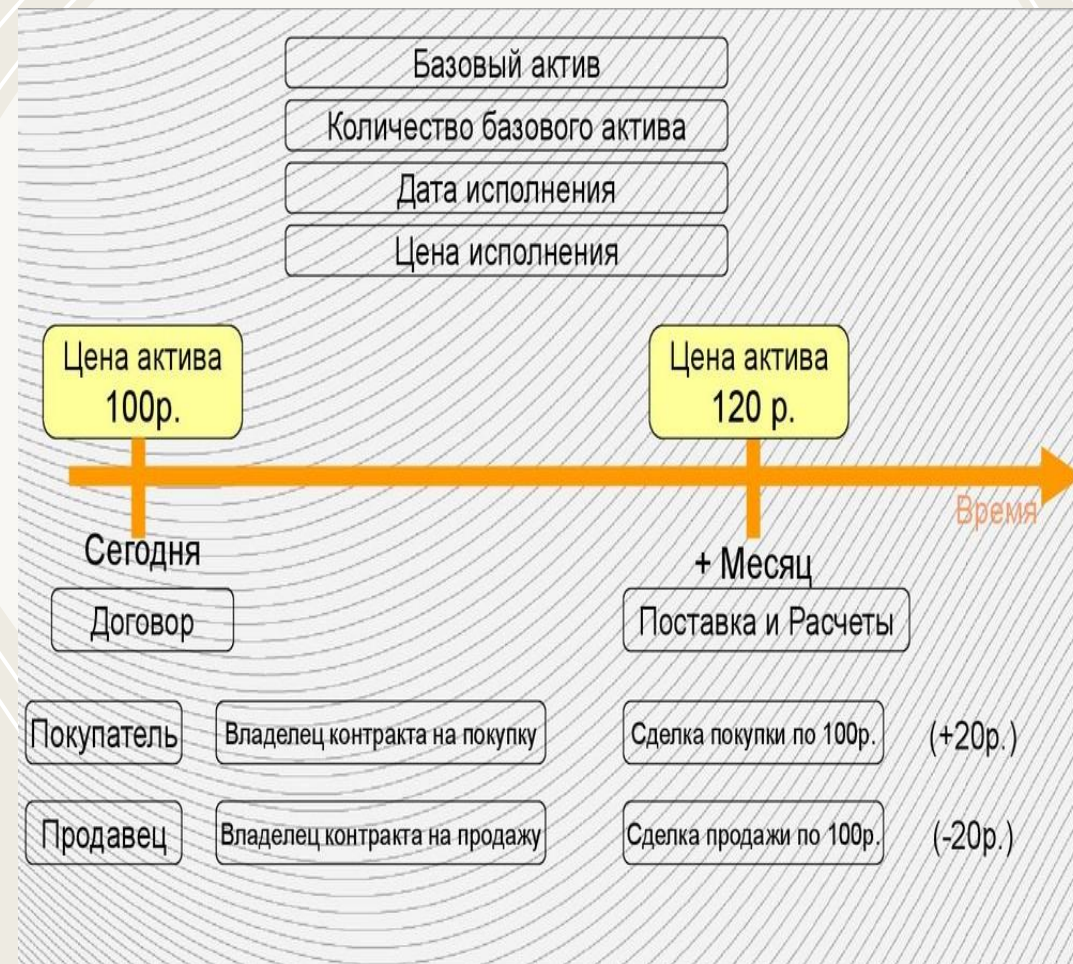 Базовый актив
Количество базового актива
Дата исполнения
Цена исполнения
Цена актива
100р.
Цена актива
120 р.
Время
Сегодня
+ Месяц
Договор
Поставка и Расчеты
Покупатель Владелец контракта на покупку Сделка покупки по 100р. (+20р.)
Продавец Владелец контракта на продажу Сделка продажи по 100р. (-20р.)